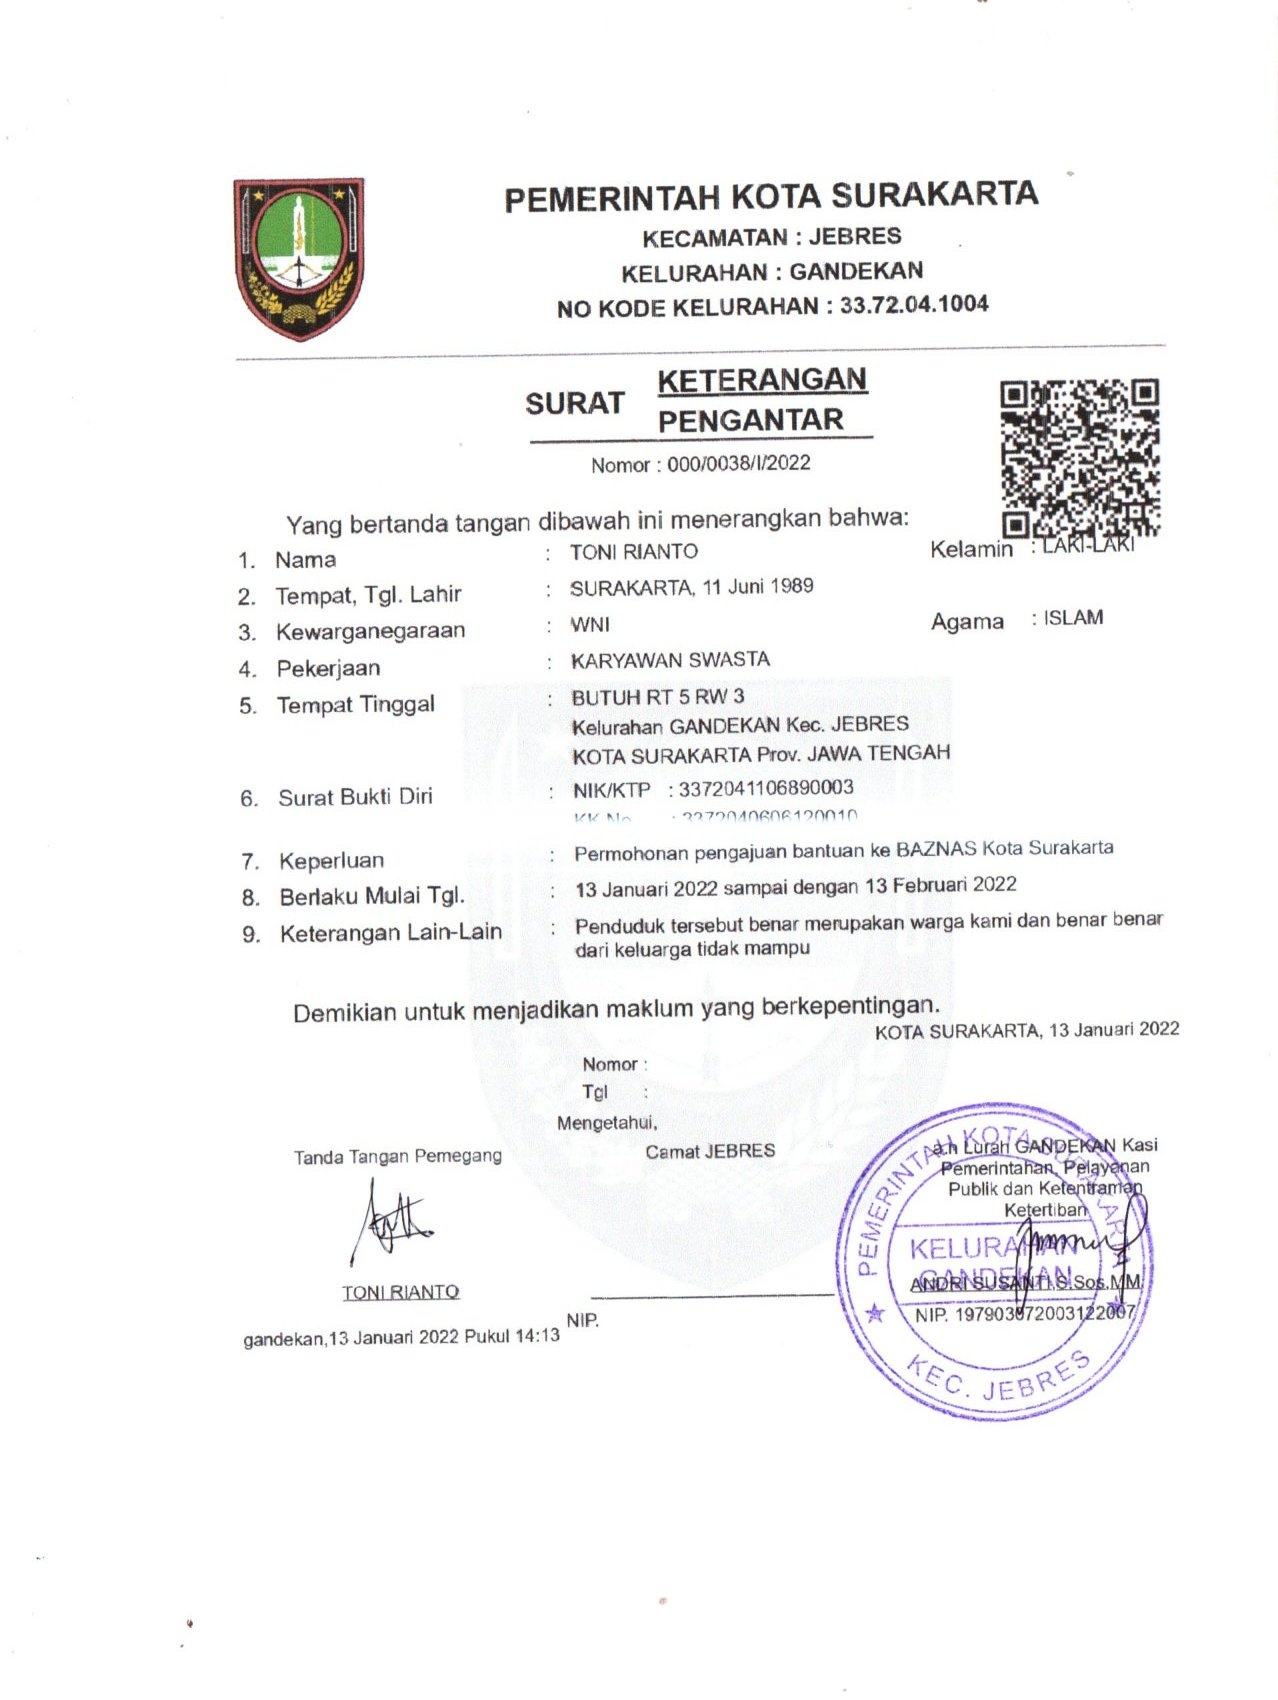 PEMERINTAH KOTA SURAKARTA
KECAMATAN : JEBRES
KELURAHAN : GANDEKAN
NO KODE KELURAHAN : 33.72.04.1004
SURAT KETERANGAN
PENGANTAR
Nomor : 000/0038/I/2022
Yang bertanda tangan dibawah ini menerangkan bahwa:
1. Nama : TONI RIANTO Kelamin : LAKI-LAKI
2. Tempat, Tgl. Lahir : SURAKARTA, 11 Juni 1989
3. Kewarganegaraan : WNI Agama : ISLAM
4. Pekerjaan : KARYAWAN SWASTA
5. Tempat Tinggal : BUTUH RT 5 RW 3
Kelurahan GANDEKAN Kec. JEBRES
KOTA SURAKARTA Prov. JAWA TENGAH
6. Surat Bukti Diri : NIK/KTP : 3372041106890003
KK No :
7. Keperluan : Permohonan pengajuan bantuan ke BAZNAS Kota Surakarta
8. Berlaku Mulai Tgl. : 13 Januari 2022 sampai dengan 13 Februari 2022
9. Keterangan Lain-Lain : Penduduk tersebut benar merupakan warga kami dan benar benar
dari keluarga tidak mampu
Demikian untuk menjadikan maklum yang berkepentingan.
KOTA SURAKARTA, 13 Januari 2022
Nomor :
Tgl :
Mengetahui,
Tanda Tangan Pemegang
Camat JEBRES
a.n Lurah GANDEKAN Kasi
Pemerintahan, Pelayanan
Publik dan Ketentraman
Ketertiban
PEMERINTAH KOTA SURAKARTA
KELURAHAN
GANDEKAN
KEC. JEBRES
TONI RIANTO
ANDRI SUSANTI,S.Sos.MM
NIP.
NIP. 197903072003122007
gandekan,13 Januari 2022 Pukul 14:13